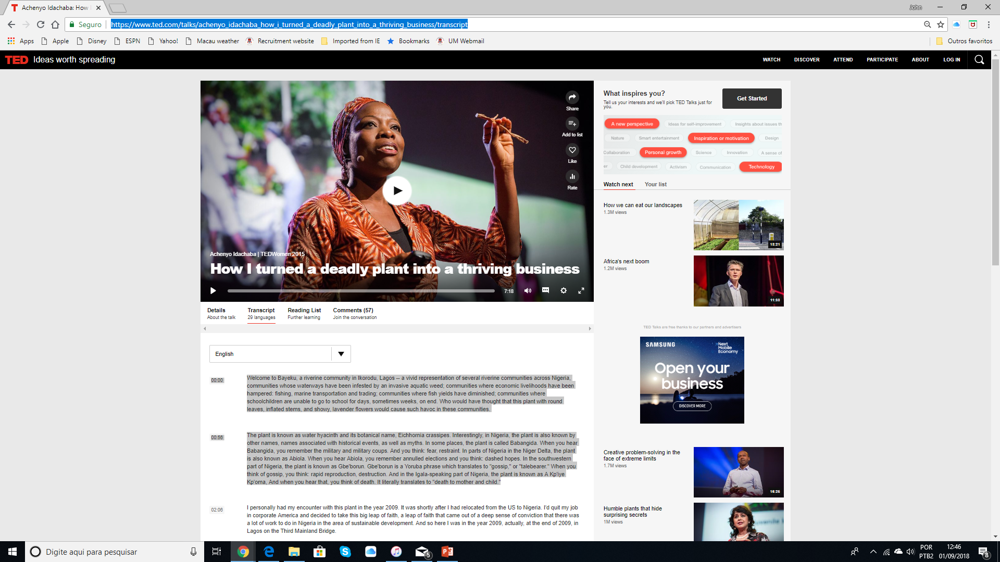 Achenyo Idachaba: How
John
Seguro
https://www.ted.com/talks/achenyo_idachaba_how_i_turned_a_deadly_plant_into_a_thriving_business/transcript
Apps Apple Disney ESPN Yahoo! Macau weather Recruitment website Imported from IE Bookmarks UM Webmail Outros favoritos
TED Ideas worth spreading
WATCH DISCOVER ATTEND PARTICIPATE ABOUT LOG IN
Share
Add to list
Like
Rate
Achenyo Idachaba | TEDWomen 2015
How I turned a deadly plant into a thriving business
7:18
Details Transcript Reading List Comments (57)
About the talk 29 languages Further learning Join the conversation
English
00:00
Welcome to Bayeku, a riverine community in Ikorodu, Lagos -- a vivid representation of several riverine communities across Nigeria,
communities whose waterways have been infested by an invasive aquatic weed; communities where economic livelihoods have been
hampered: fishing, marine transportation and trading; communities where fish yields have diminished; communities where
schoolchildren are unable to go to school for days, sometimes weeks, on end. Who would have thought that this plant with round
leaves, inflated stems, and showy, lavender flowers would cause such havoc in these communities.
00:56
The plant is known as water hyacinth and its botanical name, Eichhornia crassipes. Interestingly, in Nigeria, the plant is also known by
other names, names associated with historical events, as well as myths. In some places, the plant is called Babangida. When you hear
Babangida, you remember the military and military coups. And you think: fear, restraint. In parts of Nigeria in the Niger Delta, the plant
is also known as Abiola. When you hear Abiola, you remember annulled elections and you think: dashed hopes. In the southwestern
part of Nigeria, the plant is known as Gbe'borun. Gbe'borun is a Yoruba phrase which translates to "gossip," or "talebearer." When you
think of gossip, you think: rapid reproduction, destruction. And in the Igala-speaking part of Nigeria, the plant is known as A Kp'iye
Kp'oma, And when you hear that, you think of death. It literally translates to "death to mother and child."
02:06
I personally had my encounter with this plant in the year 2009. It was shortly after I had relocated from the US to Nigeria. I'd quit my job
in corporate America and decided to take this big leap of faith, a leap of faith that came out of a deep sense of conviction that there was
a lot of work to do in Nigeria in the area of sustainable development. And so here I was in the year 2009, actually, at the end of 2009, in
Lagos on the Third Mainland Bridge.
What inspires you?
Tell us your interests and we'll pick TED Talks just for
you.
Get Started
A new perspective Ideas for self-improvement Insights about issues th
Nature Smart entertainment Inspiration or motivation Design
Collaboration Personal growth Science Innovation A sense of
er Child development Activism Communication Technology
Watch next Your list
How we can eat our landscapes
1.3M views
13:21
Africa's next boom
1.2M views
11:33
TED Talks are free thanks to our partners and advertisers
SAMSUNG
Next
Mobile
Economy
Open your
business
DISCOVER MORE
Creative problem-solving in the
face of extreme limits
1.7M views
16:25
Humble plants that hide
surprising secrets
1M views
Digite aqui para pesquisar
5
POR
PTB2
12:46
01/09/2018
8